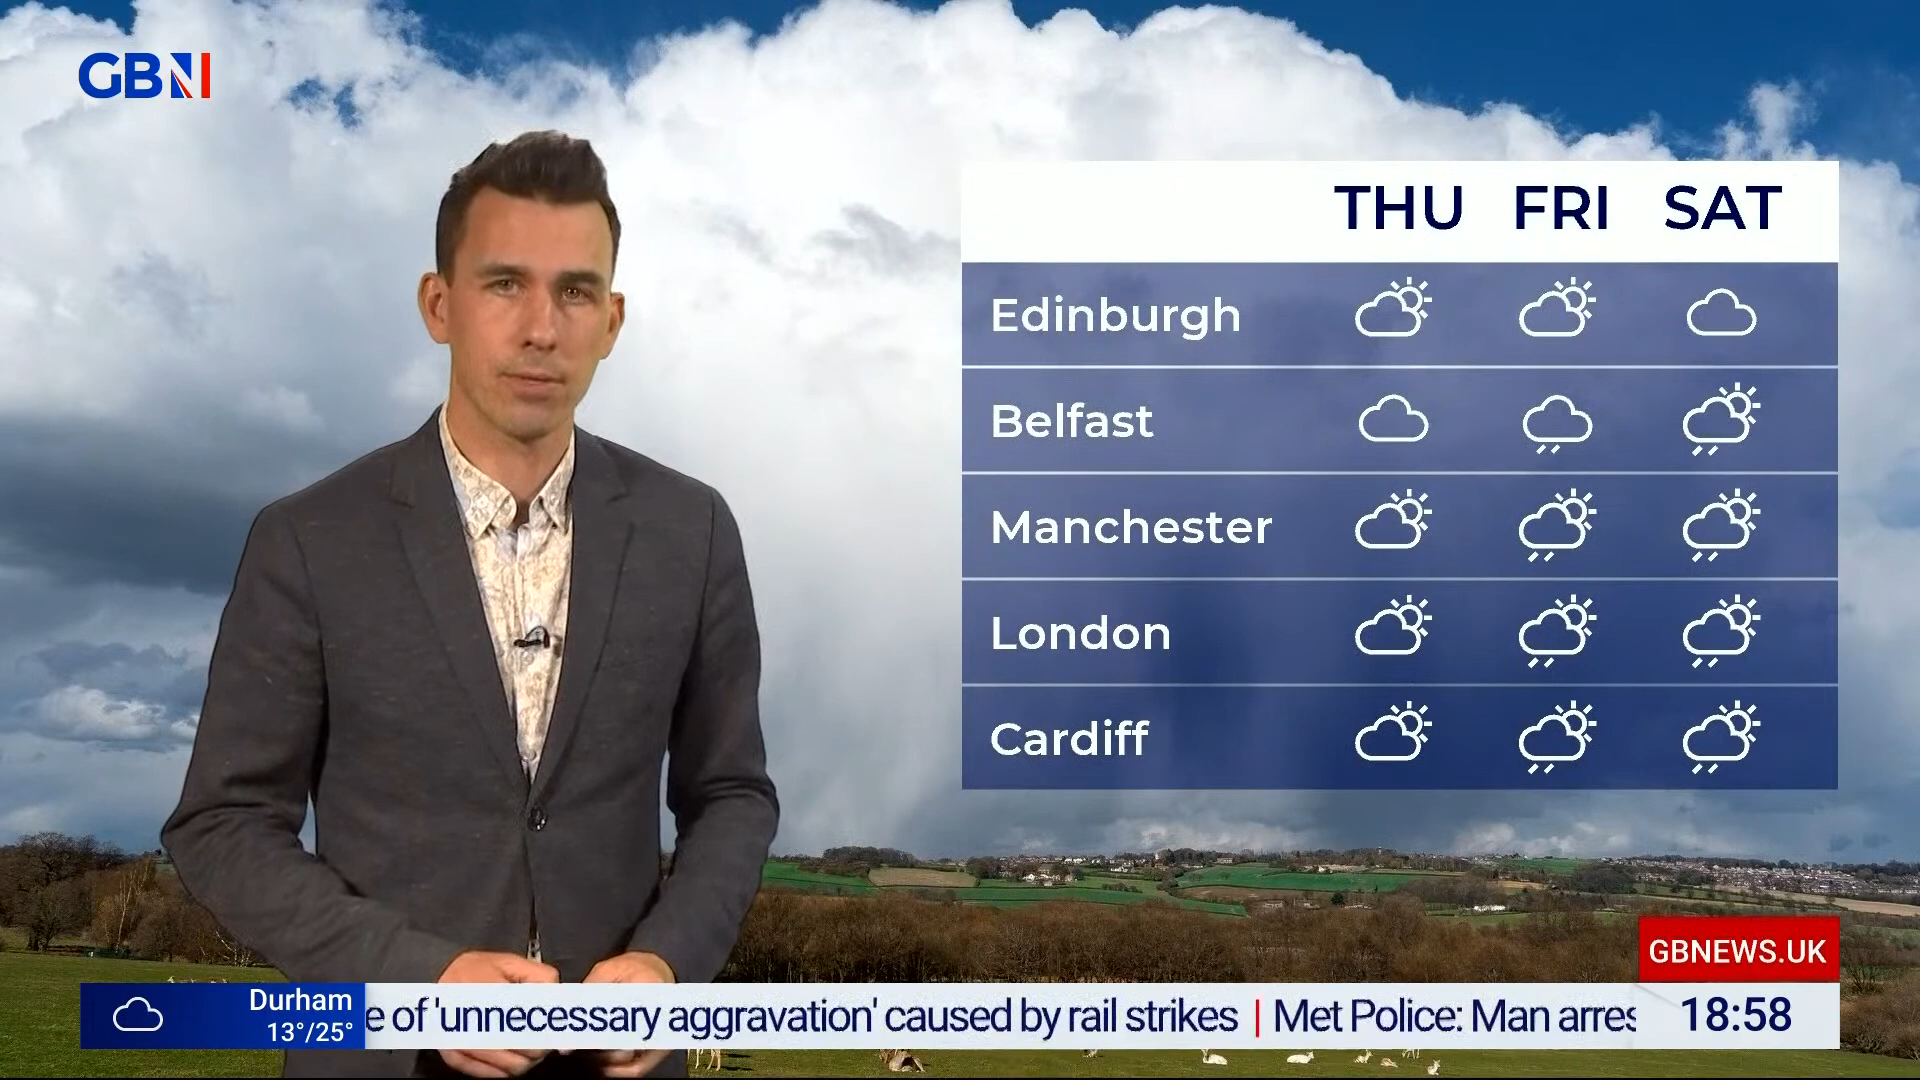 GBN
THU FRI SAT
Edinburgh
Belfast
Manchester
London
Cardiff
GBNEWS.UK
Durham
13°/25°
e of 'unnecessary aggravation' caused by rail strikes | Met Police: Man arres
18:58